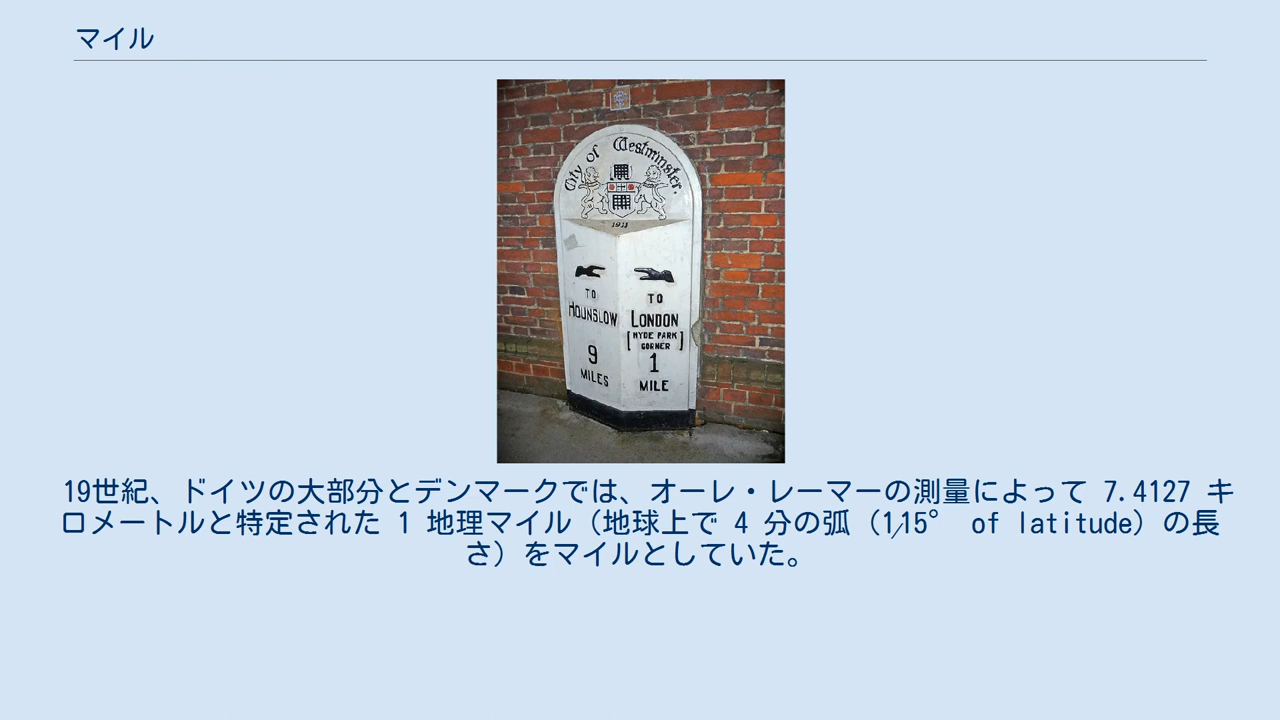 マイル
City of Westminster.
1911
TO
HOUNSLOW
9
MILES
TO
LONDON
[HYDE PARK
CORNER]
1
MILE
19世紀、ドイツの大部分とデンマークでは、オーレ・レーマーの測量によって 7.4127 キ
ロメートルと特定された 1 地理マイル（地球上で 4 分の弧（1⁄15° of latitude）の長
さ）をマイルとしていた。